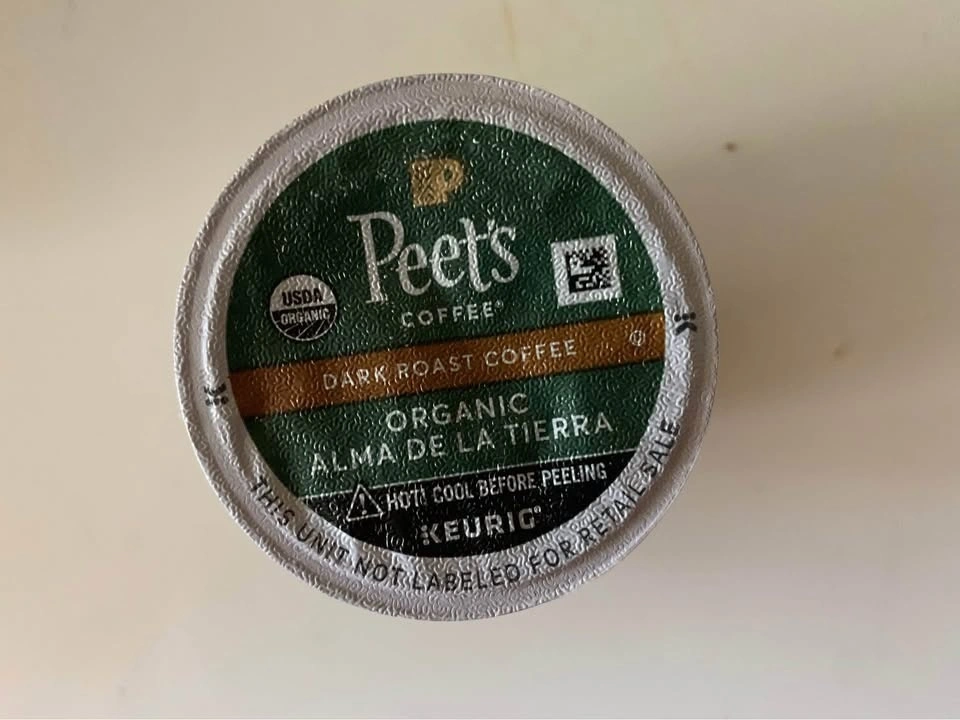 P
Peet's
COFFEE®
USDA
ORGANIC
DARK ROAST COFFEE
ORGANIC
ALMA DE LA TIERRA
HOT! COOL BEFORE PEELING
KEURIG®
THIS UNIT NOT LABELED FOR RETAIL SALE